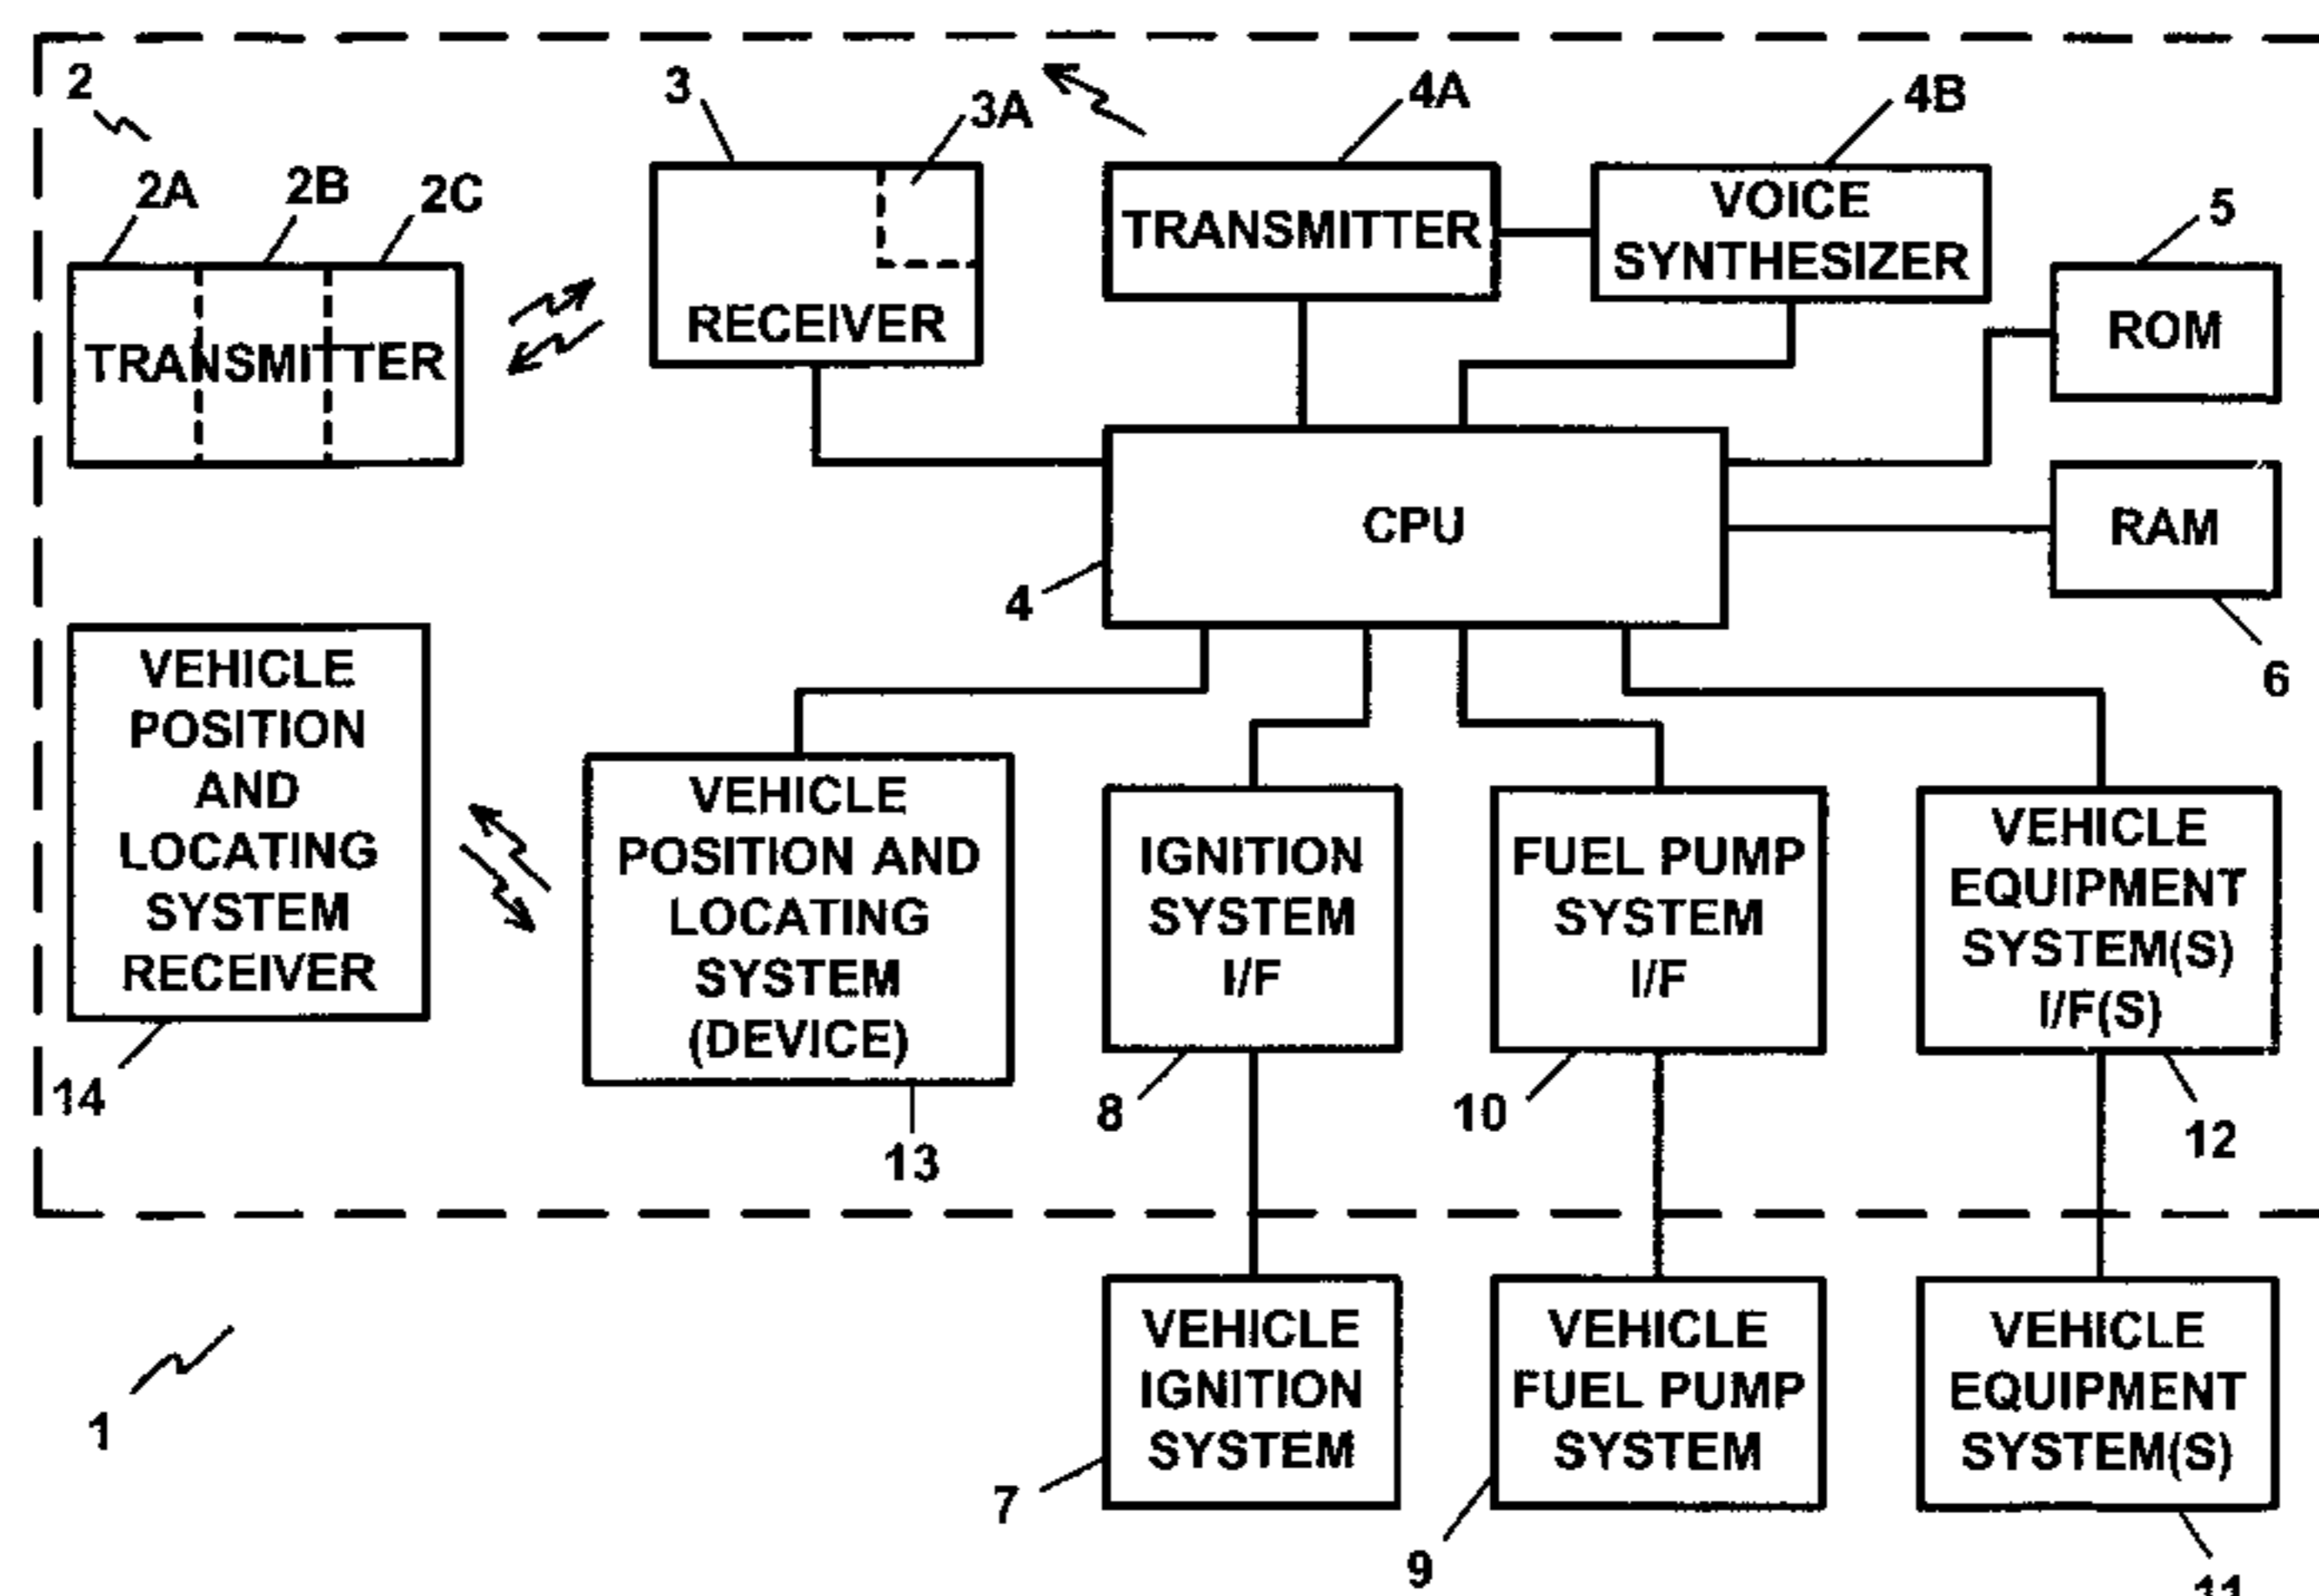 2
3
3A
4A
4B
2A
2B
2C
5
TRANSMITTER
RECEIVER
TRANSMITTER
VOICE
SYNTHESIZER
ROM
CPU
RAM
4
6
VEHICLE
POSITION
AND
LOCATING
SYSTEM
RECEIVER
VEHICLE
POSITION AND
LOCATING
SYSTEM
(DEVICE)
IGNITION
SYSTEM
I/F
FUEL PUMP
SYSTEM
I/F
VEHICLE
EQUIPMENT
SYSTEM(S)
I/F(S)
14
13
8
10
12
1
VEHICLE
IGNITION
SYSTEM
VEHICLE
FUEL PUMP
SYSTEM
VEHICLE
EQUIPMENT
SYSTEM(S)
7
9
11